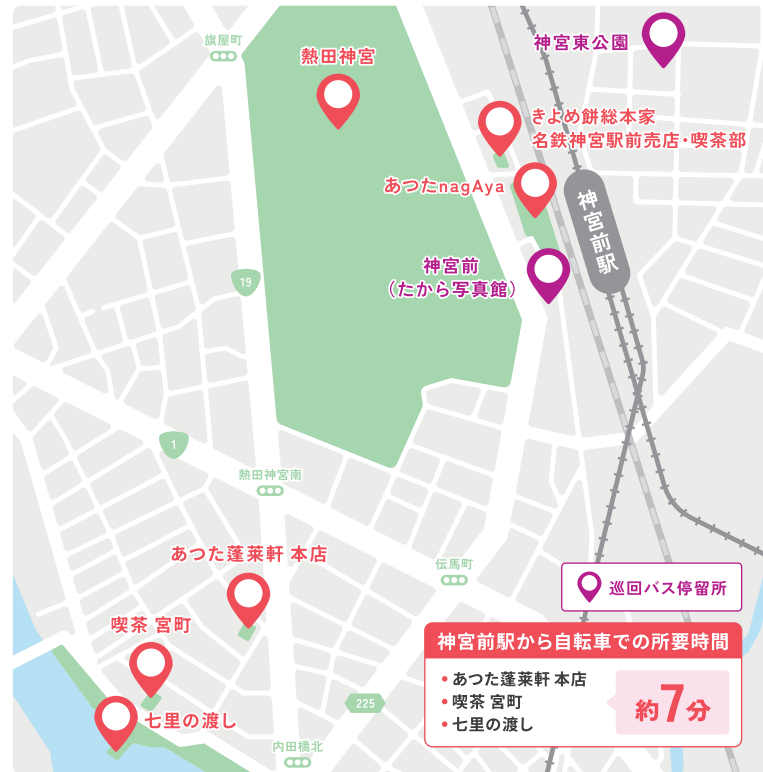 旗屋町
熱田神宮
神宮東公園
きよめ餅総本家
名鉄神宮駅前売店・喫茶部
あつたnagAya
神宮前駅
神宮前
（たから写真館）
19
1
熱田神宮南
あつた蓬莱軒 本店
伝馬町
喫茶 宮町
七里の渡し
225
内田橋北
巡回バス停留所
神宮前駅から自転車での所要時間
・あつた蓬莱軒 本店
・喫茶 宮町
・七里の渡し
約7分